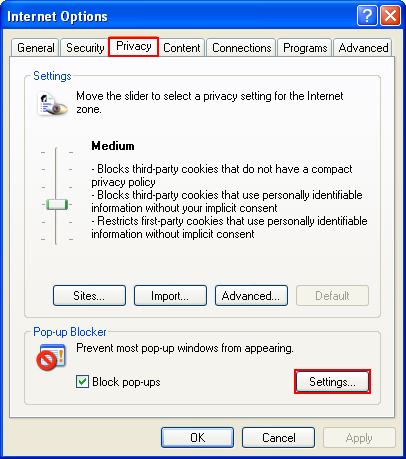 Internet Options
General Security Privacy Content Connections Programs Advanced
Settings
Move the slider to select a privacy setting for the Internet
zone.
Medium
- Blocks third-party cookies that do not have a compact
privacy policy
- Blocks third-party cookies that use personally identifiable
information without your implicit consent
- Restricts first-party cookies that use personally identifiable
information without implicit consent
Sites... Import... Advanced... Default
Pop-up Blocker
Prevent most pop-up windows from appearing.
Block pop-ups Settings...
OK Cancel Apply